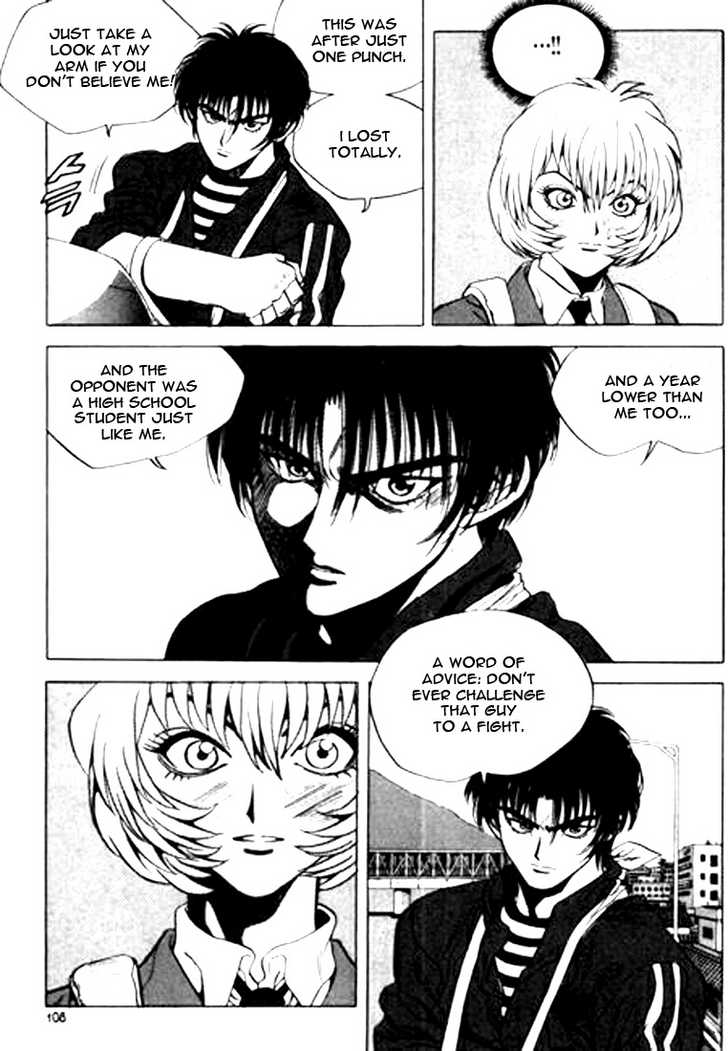 JUST TAKE A
LOOK AT MY
ARM IF YOU
DON'T BELIEVE ME!
THIS WAS
AFTER JUST
ONE PUNCH.
I LOST
TOTALLY.
...!!
AND THE
OPPONENT WAS
A HIGH SCHOOL
STUDENT JUST
LIKE ME.
AND A YEAR
LOWER THAN
ME TOO...
A WORD OF
ADVICE: DON'T
EVER CHALLENGE
THAT GUY
TO A FIGHT.
106